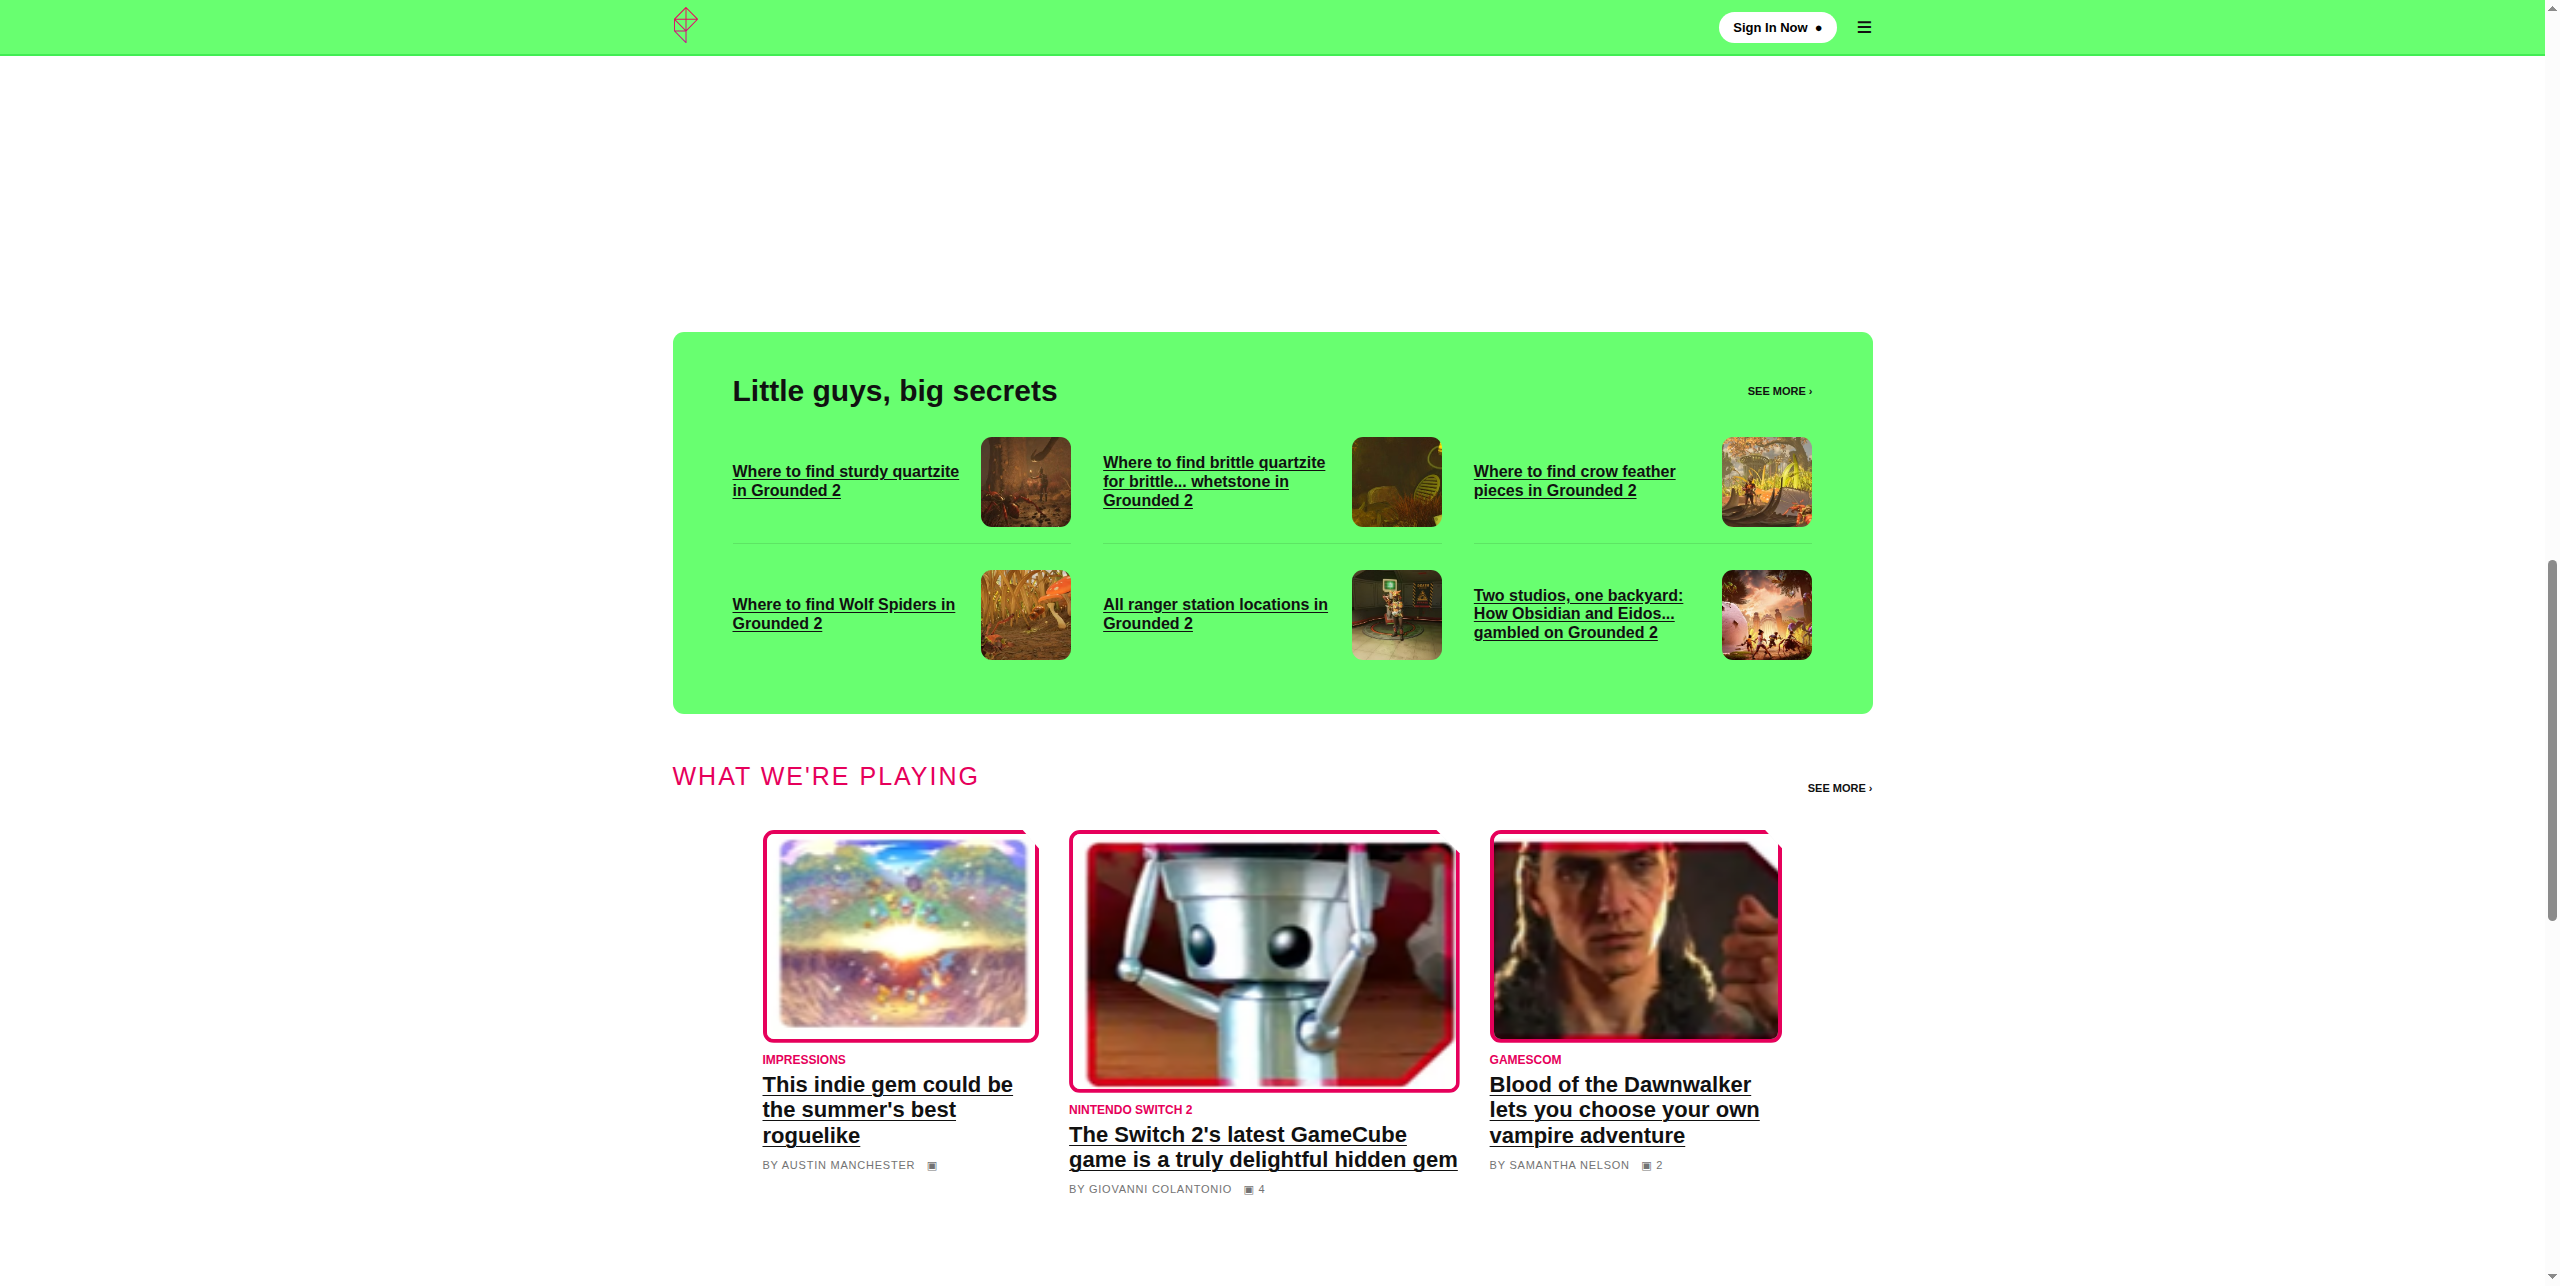 Sign In Now
Little guys, big secrets
SEE MORE ›
Where to find sturdy quartzite
in Grounded 2
Where to find brittle quartzite
for brittle... whetstone in
Grounded 2
Where to find crow feather
pieces in Grounded 2
Where to find Wolf Spiders in
Grounded 2
All ranger station locations in
Grounded 2
Two studios, one backyard:
How Obsidian and Eidos...
gambled on Grounded 2
WHAT WE'RE PLAYING
SEE MORE ›
IMPRESSIONS
This indie gem could be
the summer's best
roguelike
BY AUSTIN MANCHESTER
NINTENDO SWITCH 2
The Switch 2's latest GameCube
game is a truly delightful hidden gem
BY GIOVANNI COLANTONIO 4
GAMESCOM
Blood of the Dawnwalker
lets you choose your own
vampire adventure
BY SAMANTHA NELSON 2